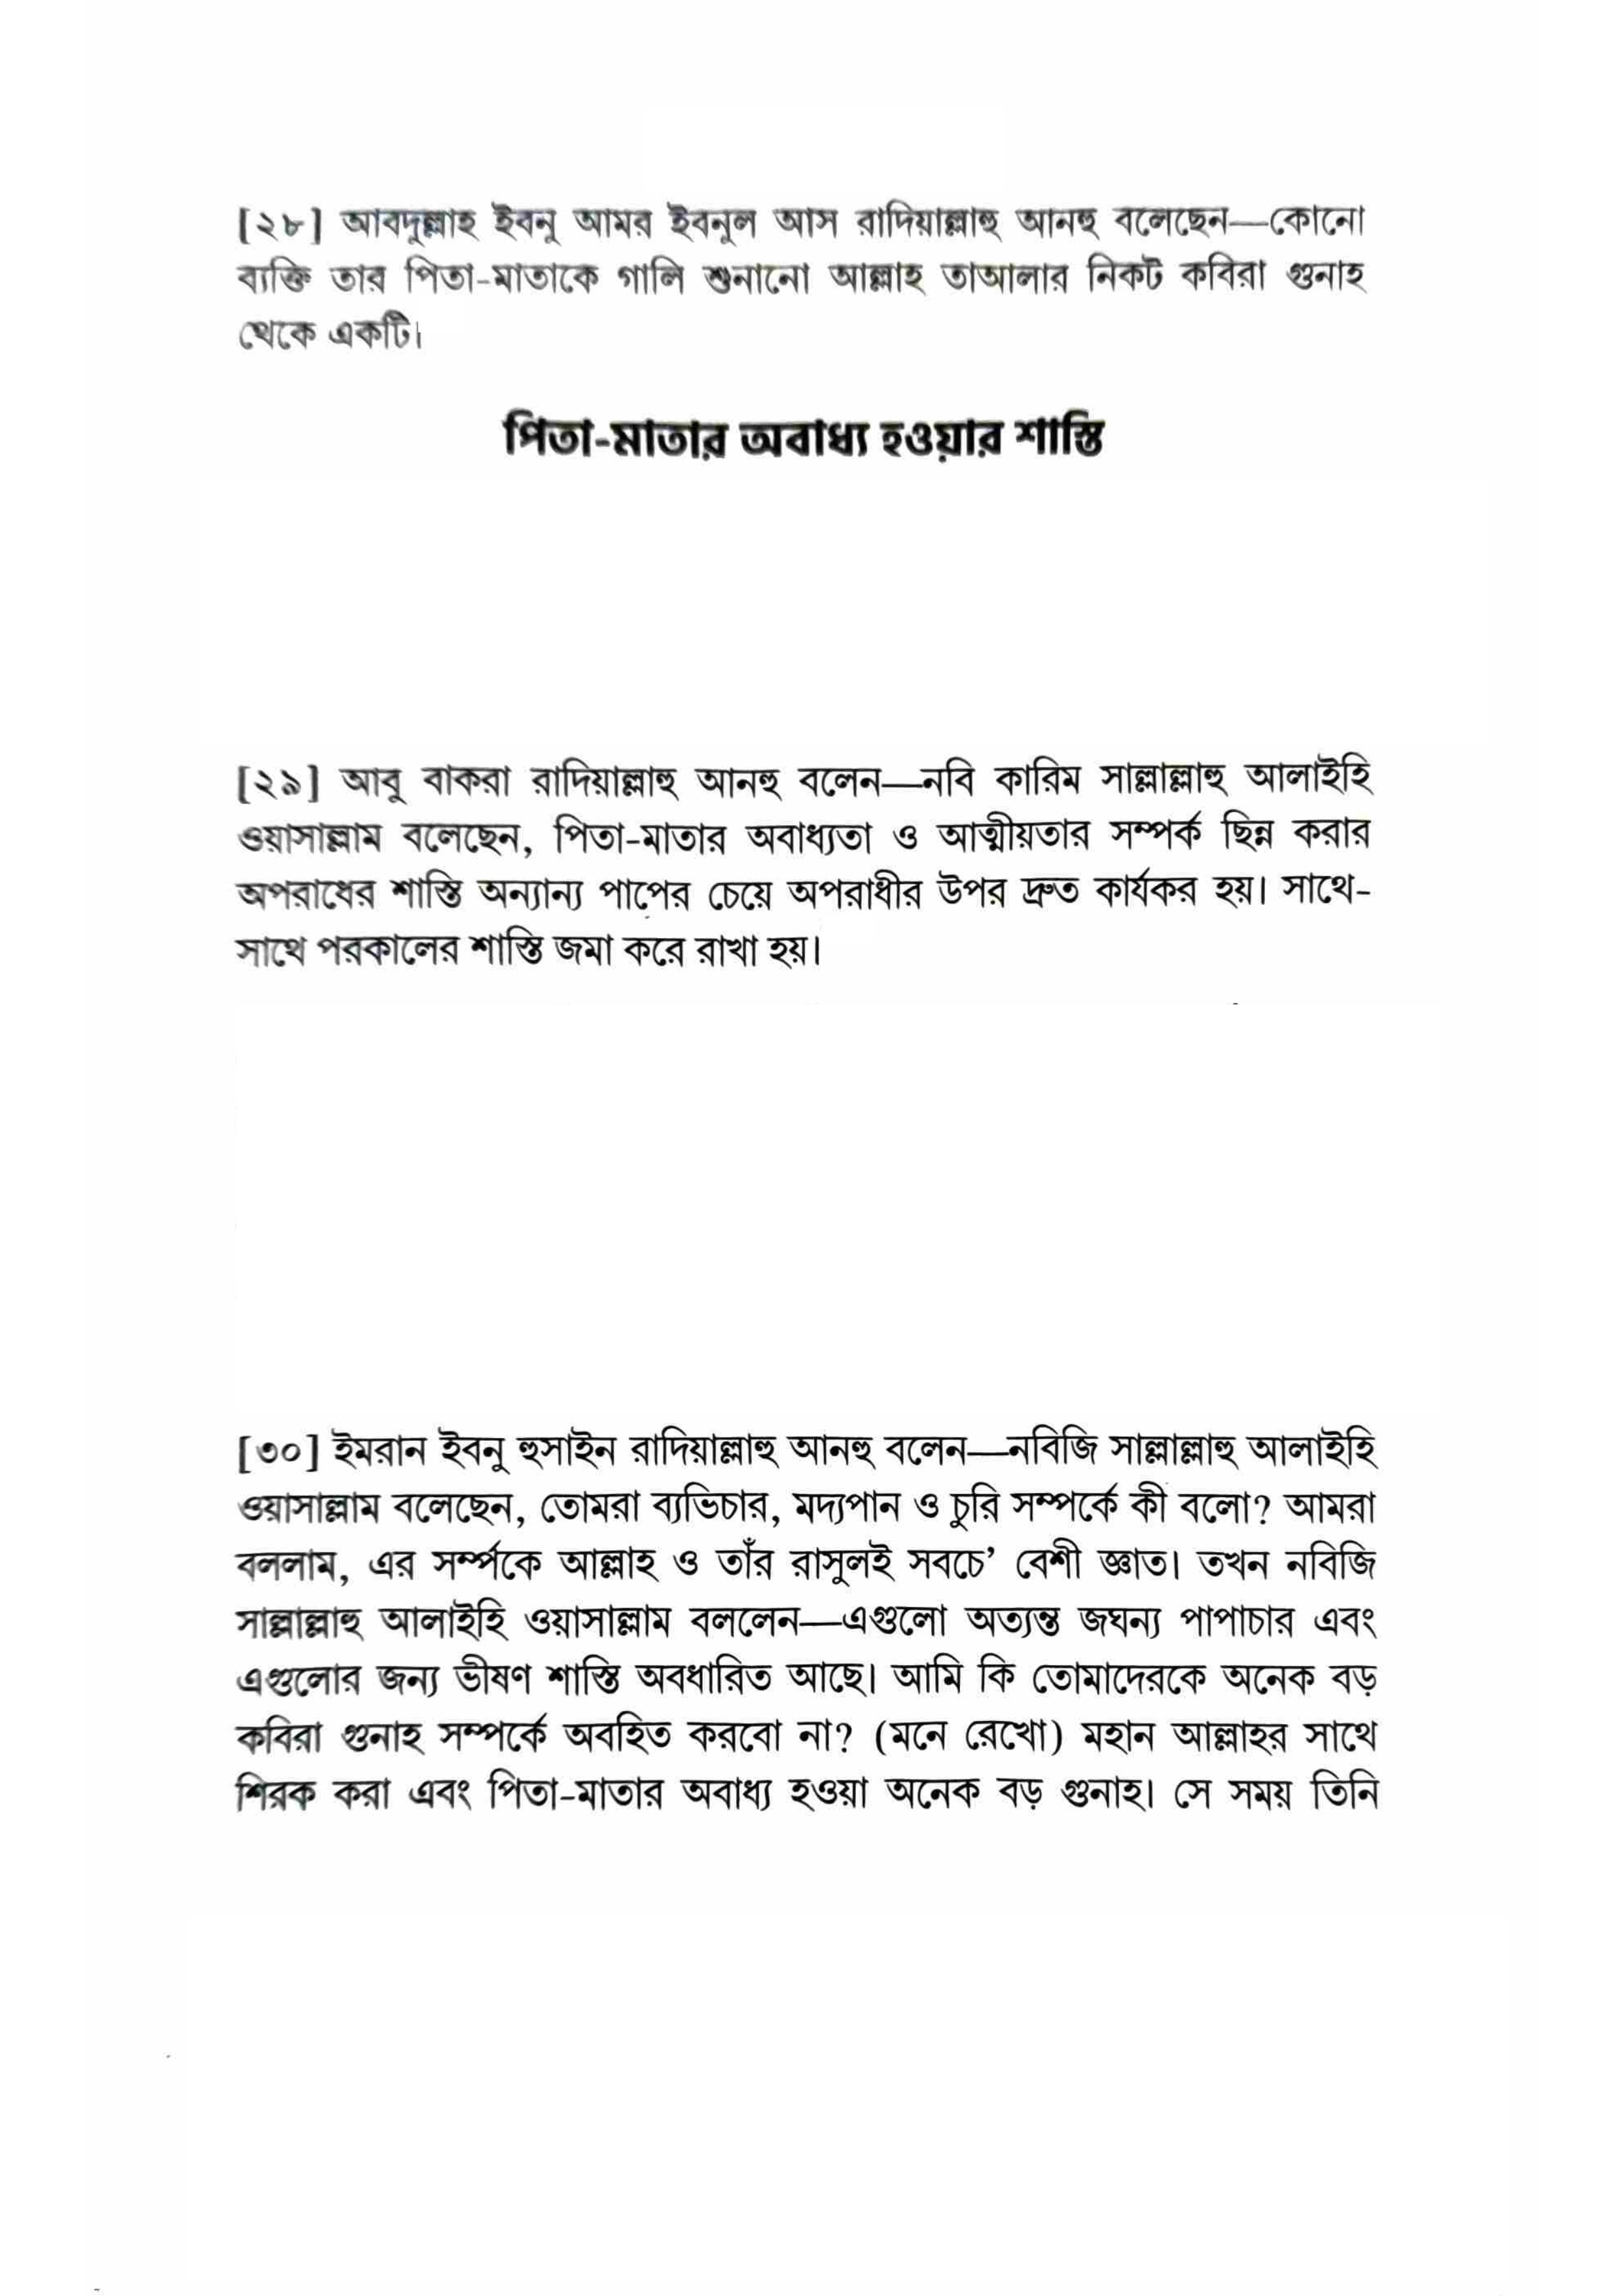 [২৮] আবদুল্লাহ ইবনু আমর ইবনুল আস রাদিয়াল্লাহু আনহু বলেছেন—কোনো
ব্যক্তি তার পিতা-মাতাকে গালি শুনানো আল্লাহ তাআলার নিকট কবিরা গুনাহ
থেকে একটি।
পিতা-মাতার অবাধ্য হওয়ার শাস্তি
[২৯] আবু বাকরা রাদিয়াল্লাহু আনহু বলেন—নবি কারিম সাল্লাল্লাহু আলাইহি
ওয়াসাল্লাম বলেছেন, পিতা-মাতার অবাধ্যতা ও আত্মীয়তার সম্পর্ক ছিন্ন করার
অপরাধের শাস্তি অন্যান্য পাপের চেয়ে অপরাধীর উপর দ্রুত কার্যকর হয়। সাথে-
সাথে পরকালের শাস্তি জমা করে রাখা হয়।
[৩০] ইমরান ইবনু হুসাইন রাদিয়াল্লাহু আনহু বলেন—নবিজি সাল্লাল্লাহু আলাইহি
ওয়াসাল্লাম বলেছেন, তোমরা ব্যভিচার, মদ্যপান ও চুরি সম্পর্কে কী বলো? আমরা
বললাম, এর সর্ম্পকে আল্লাহ ও তাঁর রাসুলই সবচে’ বেশী জ্ঞাত। তখন নবিজি
সাল্লাল্লাহু আলাইহি ওয়াসাল্লাম বললেন—এগুলো অত্যন্ত জঘন্য পাপাচার এবং
এগুলোর জন্য ভীষণ শাস্তি অবধারিত আছে। আমি কি তোমাদেরকে অনেক বড়
কবিরা গুনাহ সম্পর্কে অবহিত করবো না? (মনে রেখো) মহান আল্লাহর সাথে
শিরক করা এবং পিতা-মাতার অবাধ্য হওয়া অনেক বড় গুনাহ। সে সময় তিনি